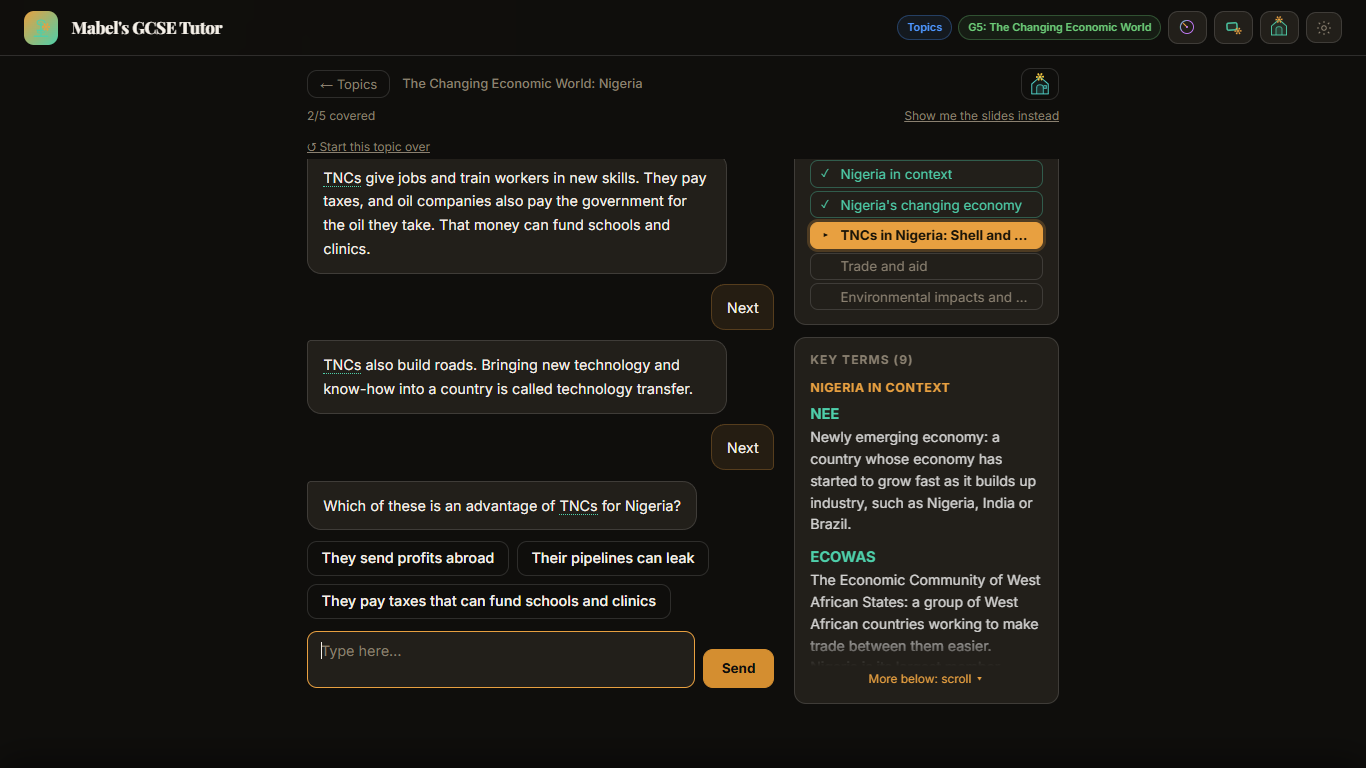 Mabel's GCSE Tutor
Topics
G5: The Changing Economic World
← Topics
The Changing Economic World: Nigeria
2/5 covered
Show me the slides instead
↺ Start this topic over
TNCs give jobs and train workers in new skills. They pay
taxes, and oil companies also pay the government for
the oil they take. That money can fund schools and
clinics.
Next
TNCs also build roads. Bringing new technology and
know-how into a country is called technology transfer.
Next
Which of these is an advantage of TNCs for Nigeria?
They send profits abroad
Their pipelines can leak
They pay taxes that can fund schools and clinics
Type here...
Send
✓ Nigeria in context
✓ Nigeria's changing economy
▸ TNCs in Nigeria: Shell and ...
Trade and aid
Environmental impacts and ...
KEY TERMS (9)
NIGERIA IN CONTEXT
NEE
Newly emerging economy: a
country whose economy has
started to grow fast as it builds up
industry, such as Nigeria, India or
Brazil.
ECOWAS
The Economic Community of West
African States: a group of West
African countries working to make
trade between them easier.
More below: scroll ▾